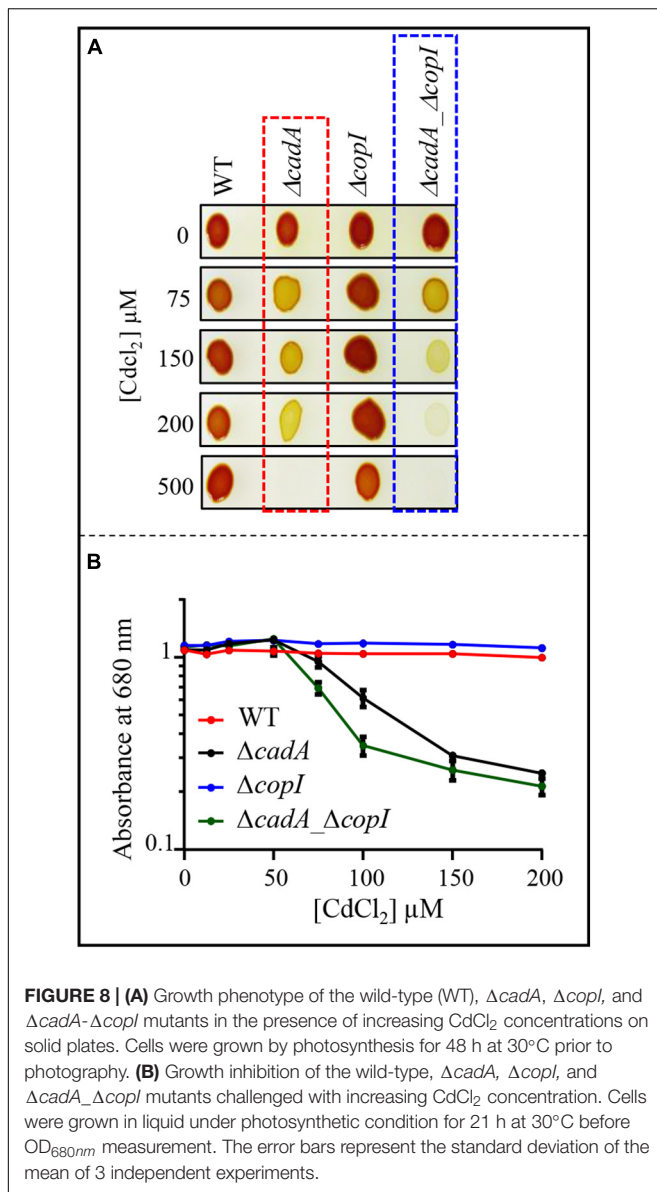 A
WT
ΔcadA
ΔcopI
ΔcadA_ΔcopI
[Cdcl₂] μM
0
75
150
200
500
B
Absorbance at 680 nm
1
0.1
WT
ΔcadA
ΔcopI
ΔcadA_ΔcopI
0 50 100 150 200
[CdCl₂] μM
FIGURE 8 | (A) Growth phenotype of the wild-type (WT), ΔcadA, ΔcopI, and
ΔcadA-ΔcopI mutants in the presence of increasing CdCl₂ concentrations on
solid plates. Cells were grown by photosynthesis for 48 h at 30°C prior to
photography. (B) Growth inhibition of the wild-type, ΔcadA, ΔcopI, and
ΔcadA_ΔcopI mutants challenged with increasing CdCl₂ concentration. Cells
were grown in liquid under photosynthetic condition for 21 h at 30°C before
OD₆₈₀nm measurement. The error bars represent the standard deviation of the
mean of 3 independent experiments.